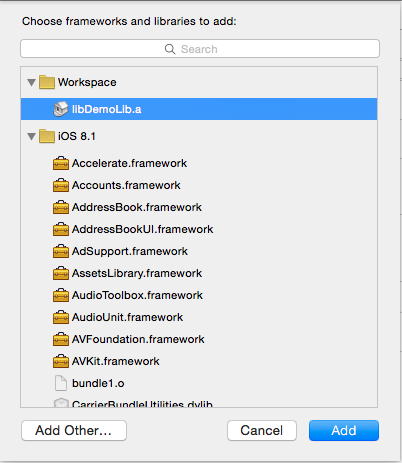 Choose frameworks and libraries to add:
Search
Workspace
libDemoLib.a
iOS 8.1
Accelerate.framework
Accounts.framework
AddressBook.framework
AddressBookUI.framework
AdSupport.framework
AssetsLibrary.framework
AudioToolbox.framework
AudioUnit.framework
AVFoundation.framework
AVKit.framework
bundle1.o
CarrierBundleUtilities.dylib
Add Other...
Cancel
Add